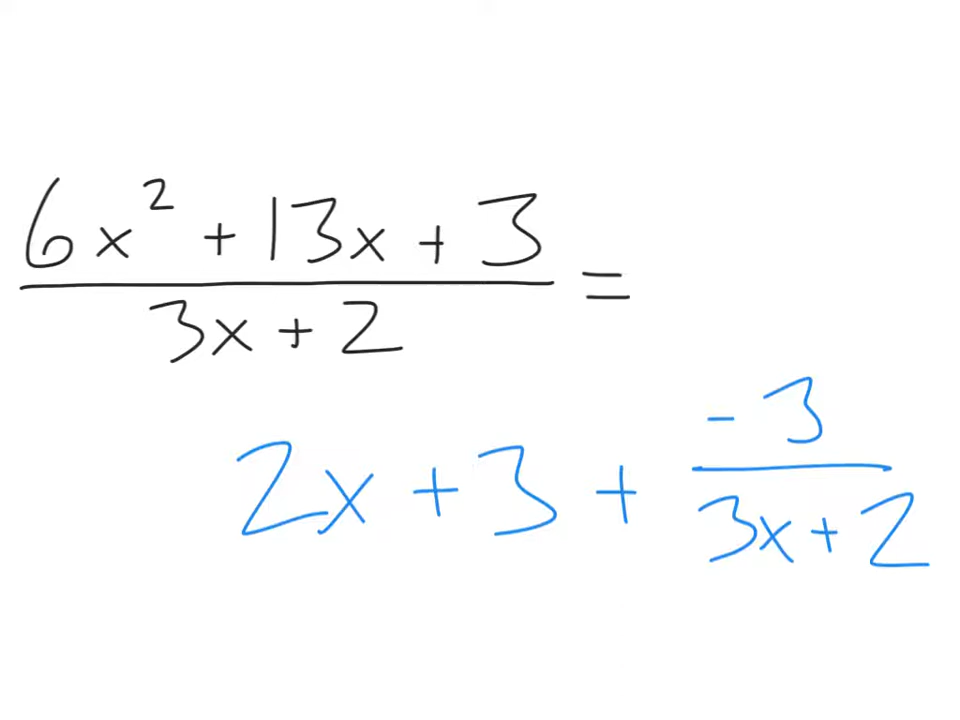 6x² + 13x + 3
3x + 2
=
2x + 3 +
-3
3x + 2